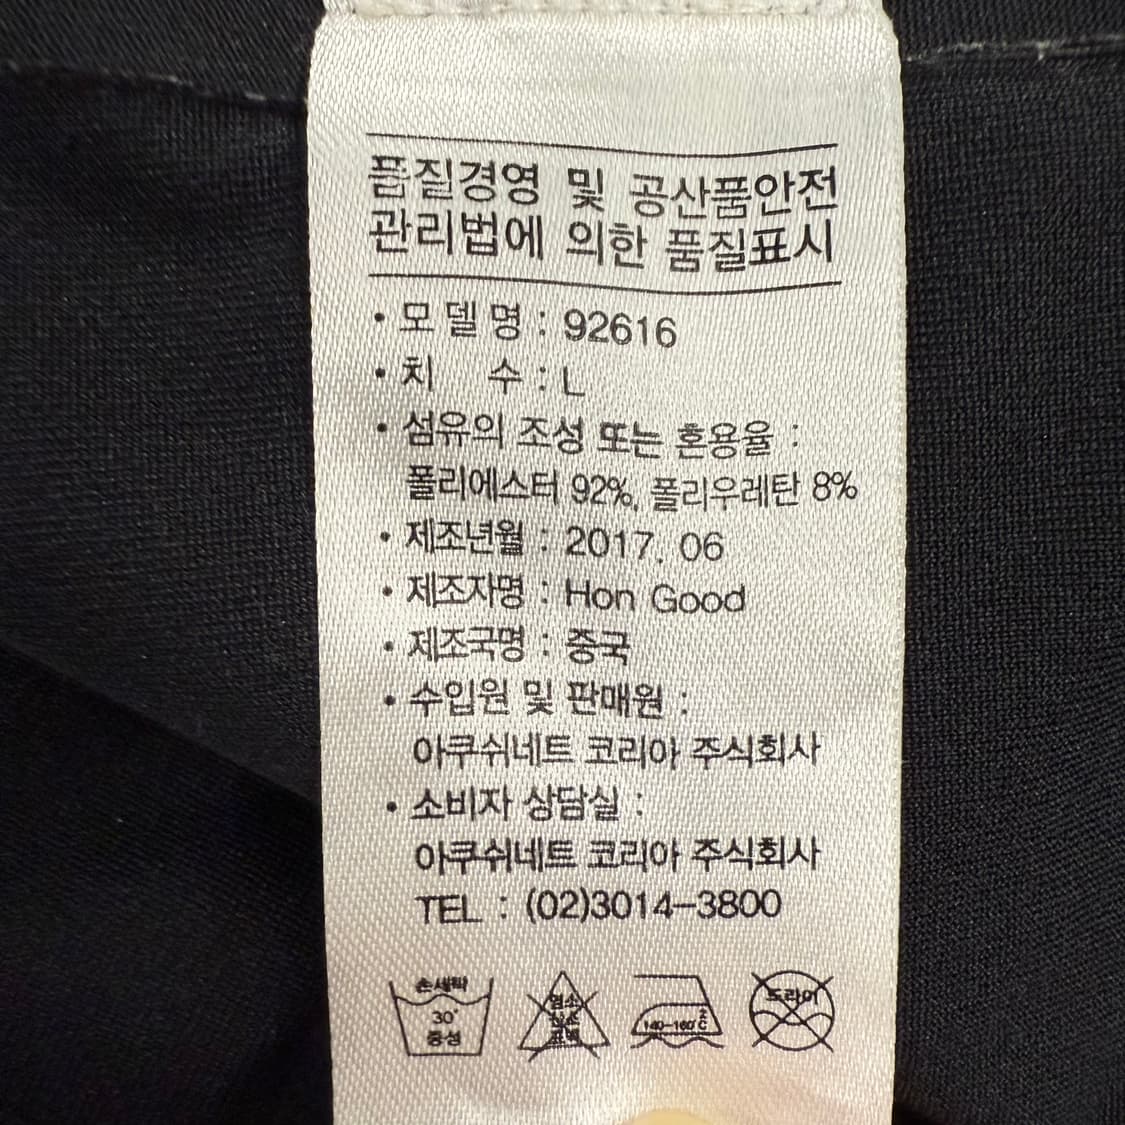 품질경영 및 공산품안전
관리법에 의한 품질표시
• 모델명 : 92616
• 치 수 : L
• 섬유의 조성 또는 혼용율 :
폴리에스터 92%, 폴리우레탄 8%
• 제조년월 : 2017. 06
• 제조자명 : Hon Good
• 제조국명 : 중국
• 수입원 및 판매원 :
아쿠쉬네트 코리아 주식회사
• 소비자 상담실 :
아쿠쉬네트 코리아 주식회사
TEL : (02)3014-3800
손세탁
30°
중성
염소
표백
140~160℃
드라이